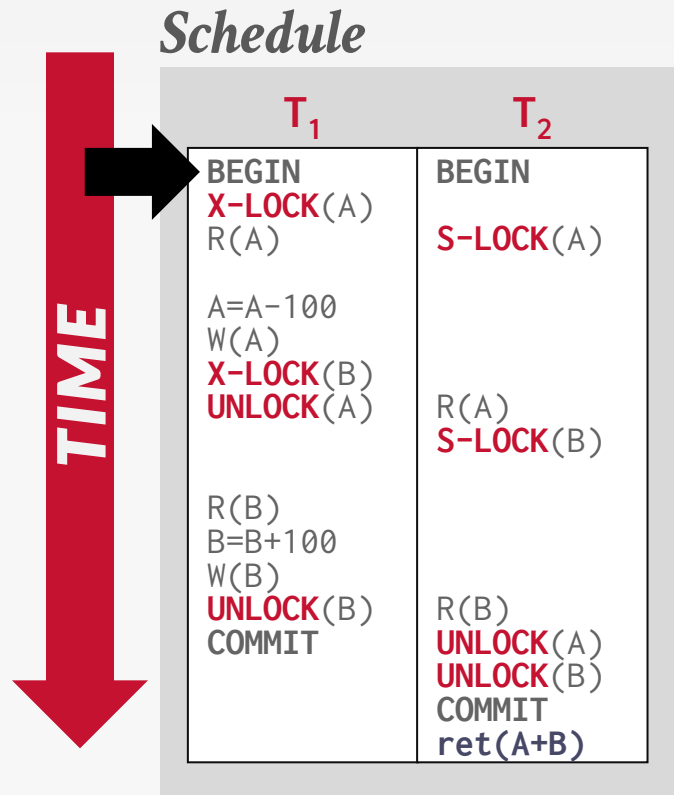 Schedule
TIME
T1
T2
BEGIN
X-LOCK(A)
R(A)
A=A-100
W(A)
X-LOCK(B)
UNLOCK(A)
R(B)
B=B+100
W(B)
UNLOCK(B)
COMMIT
BEGIN
S-LOCK(A)
R(A)
S-LOCK(B)
R(B)
UNLOCK(A)
UNLOCK(B)
COMMIT
ret(A+B)